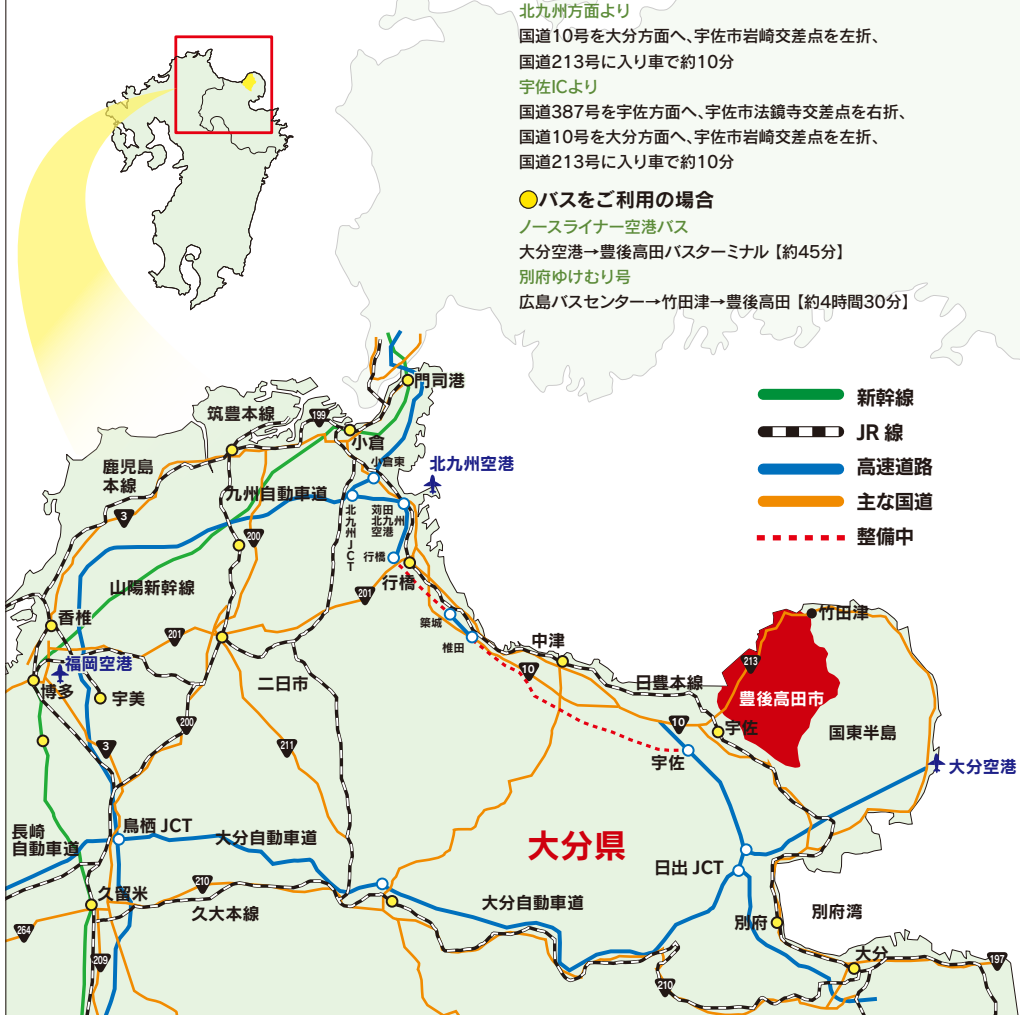 北九州方面より
国道10号を大分方面へ、宇佐市岩崎交差点を左折、
国道213号に入り車で約10分
宇佐ICより
国道387号を宇佐方面へ、宇佐市法鏡寺交差点を右折、
国道10号を大分方面へ、宇佐市岩崎交差点を左折、
国道213号に入り車で約10分
バスをご利用の場合
ノースライナー空港バス
大分空港→豊後高田バスターミナル【約45分】
別府ゆけむり号
広島バスセンター→竹田津→豊後高田【約4時間30分】
新幹線
JR 線
高速道路
主な国道
整備中
門司港
筑豊本線
199
小倉
小倉東
北九州空港
鹿児島
本線
九州自動車道
3
200
北九州JCT
苅田
北九州
空港
行橋
行橋
山陽新幹線
201
香椎
201
築城
椎田
中津
竹田津
福岡空港
博多
宇美
二日市
10
日豊本線
213
豊後高田市
国東半島
200
3
211
10
宇佐
宇佐
大分空港
長崎
自動車道
鳥栖 JCT
大分自動車道
大分県
日出 JCT
久留米
210
久大本線
大分自動車道
別府
別府湾
264
209
210
大分
197